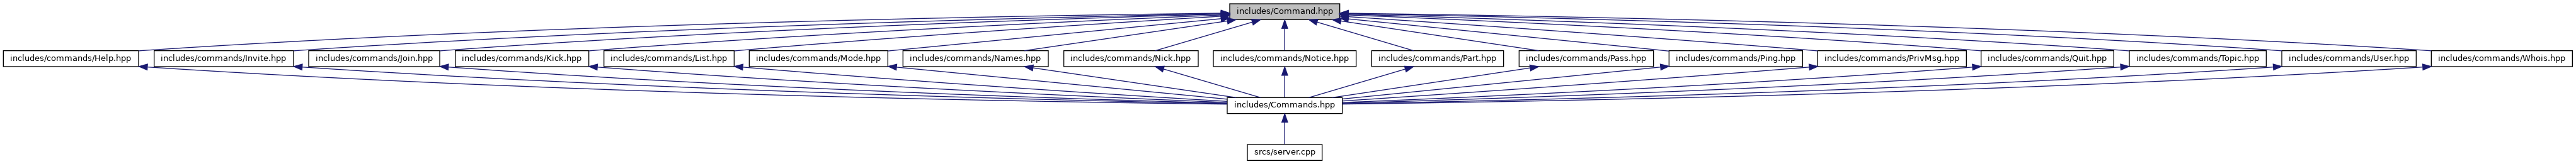 includes/Command.hpp
includes/commands/Help.hpp
includes/commands/Invite.hpp
includes/commands/Join.hpp
includes/commands/Kick.hpp
includes/commands/List.hpp
includes/commands/Mode.hpp
includes/commands/Names.hpp
includes/commands/Nick.hpp
includes/commands/Notice.hpp
includes/commands/Part.hpp
includes/commands/Pass.hpp
includes/commands/Ping.hpp
includes/commands/PrivMsg.hpp
includes/commands/Quit.hpp
includes/commands/Topic.hpp
includes/commands/User.hpp
includes/commands/Whois.hpp
includes/Commands.hpp
srcs/server.cpp